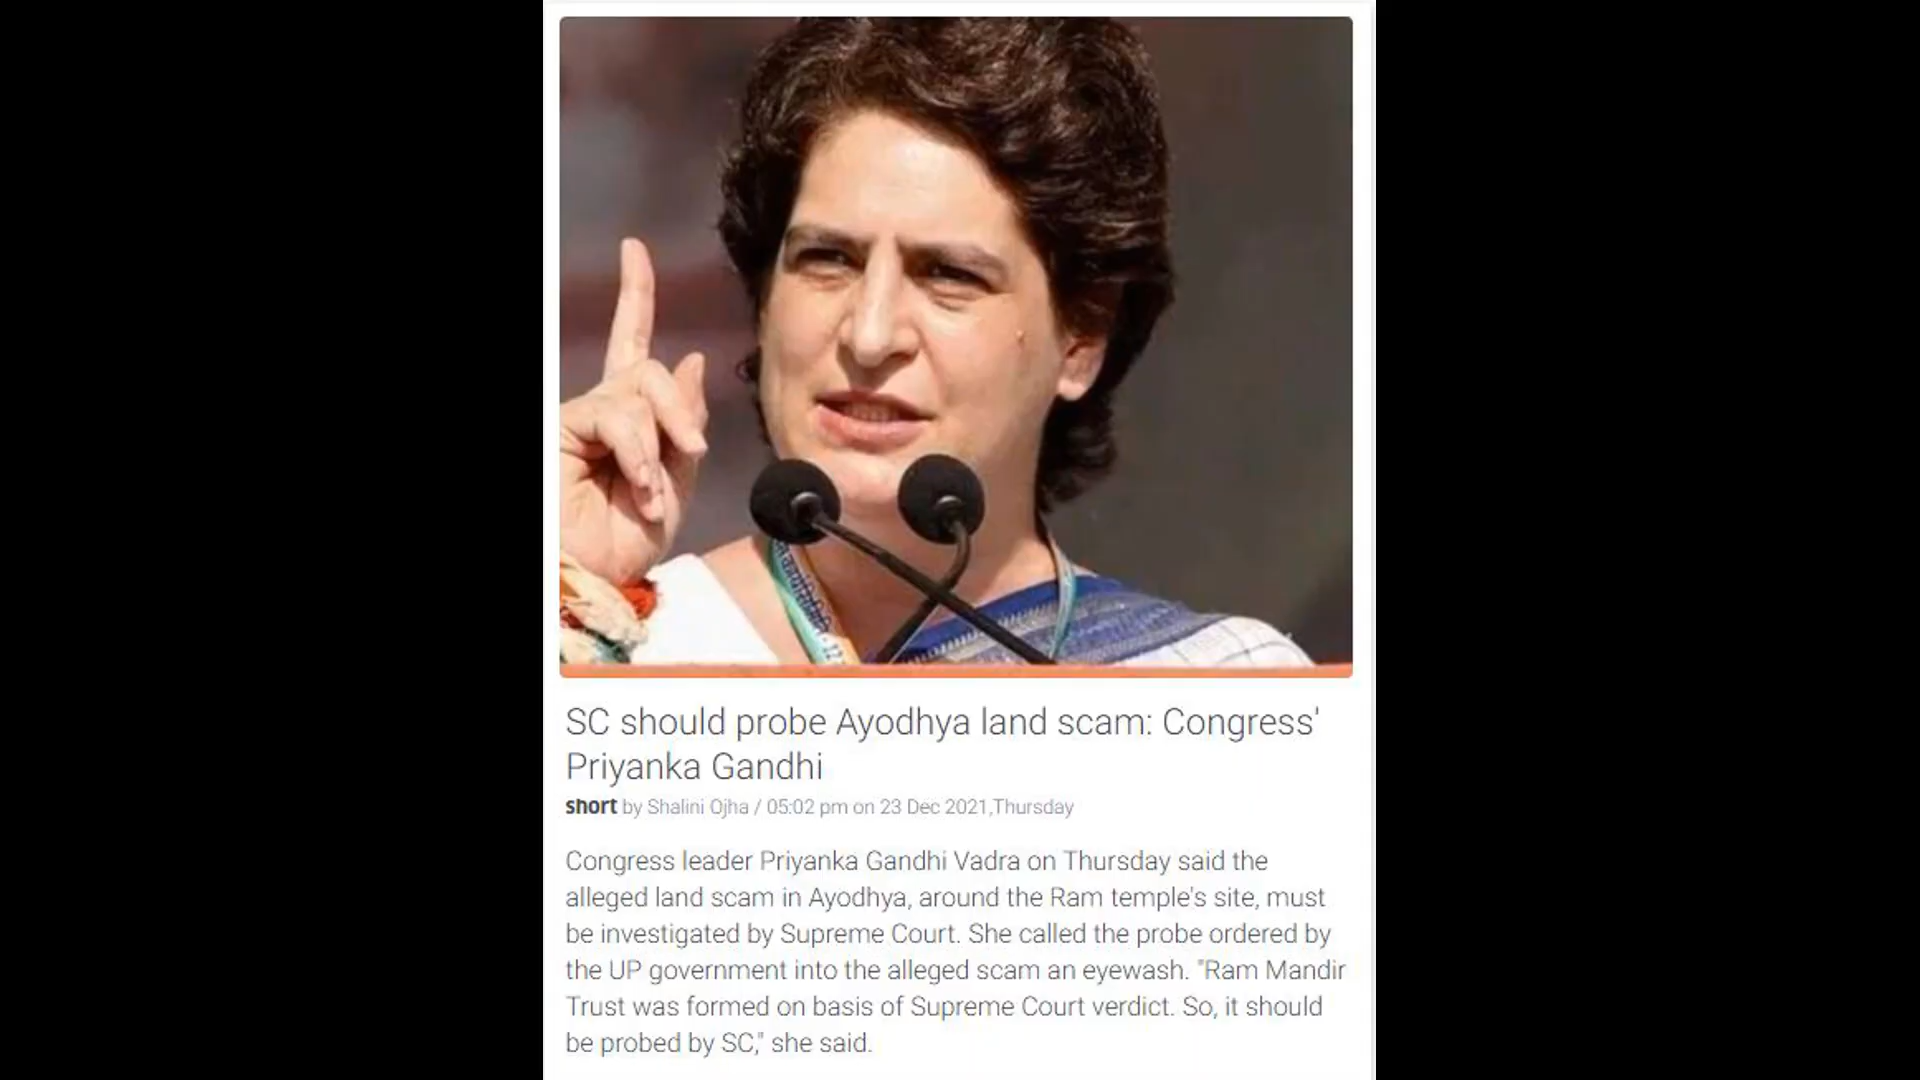 SC should probe Ayodhya land scam: Congress'
Priyanka Gandhi
short by Shalini Ojha / 05:02 pm on 23 Dec 2021,Thursday
Congress leader Priyanka Gandhi Vadra on Thursday said the
alleged land scam in Ayodhya, around the Ram temple's site, must
be investigated by Supreme Court. She called the probe ordered by
the UP government into the alleged scam an eyewash. "Ram Mandir
Trust was formed on basis of Supreme Court verdict. So, it should
be probed by SC," she said.